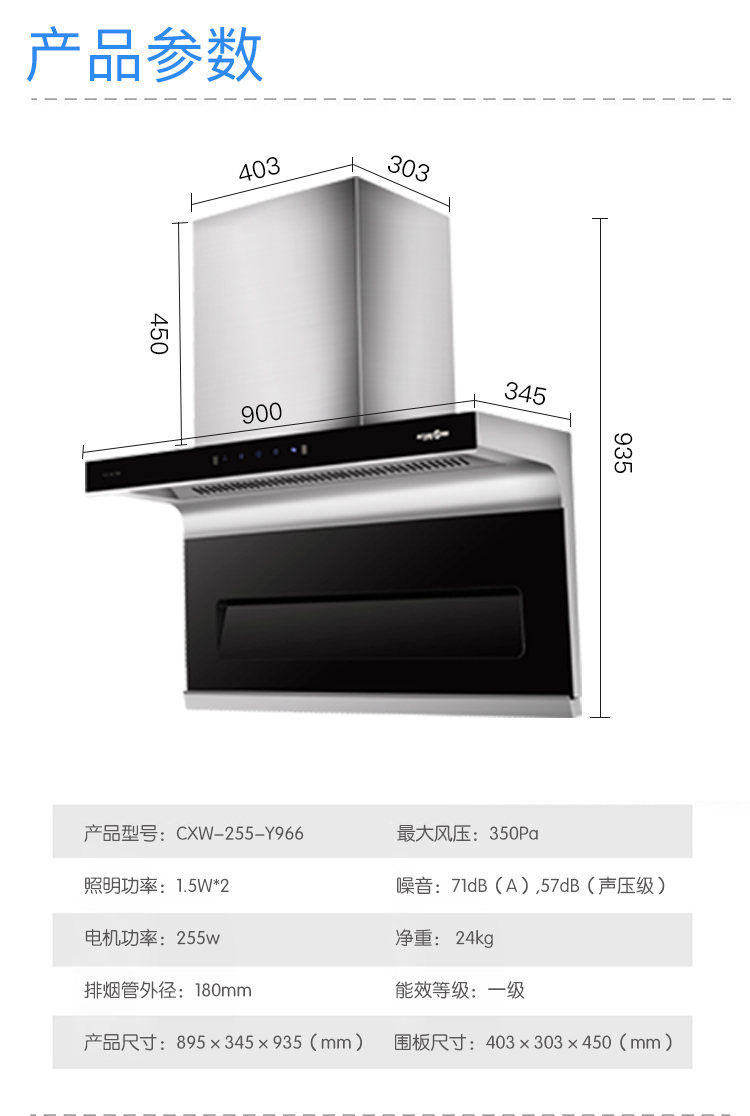 产品参数
403
303
450
345
900
935
产品型号：CXW-255-Y966
最大风压：350Pa
照明功率：1.5W*2
噪音：71dB（A）,57dB（声压级）
电机功率：255w
净重：24kg
排烟管外径：180mm
能效等级：一级
产品尺寸：895×345×935（mm）
围板尺寸：403×303×450（mm）